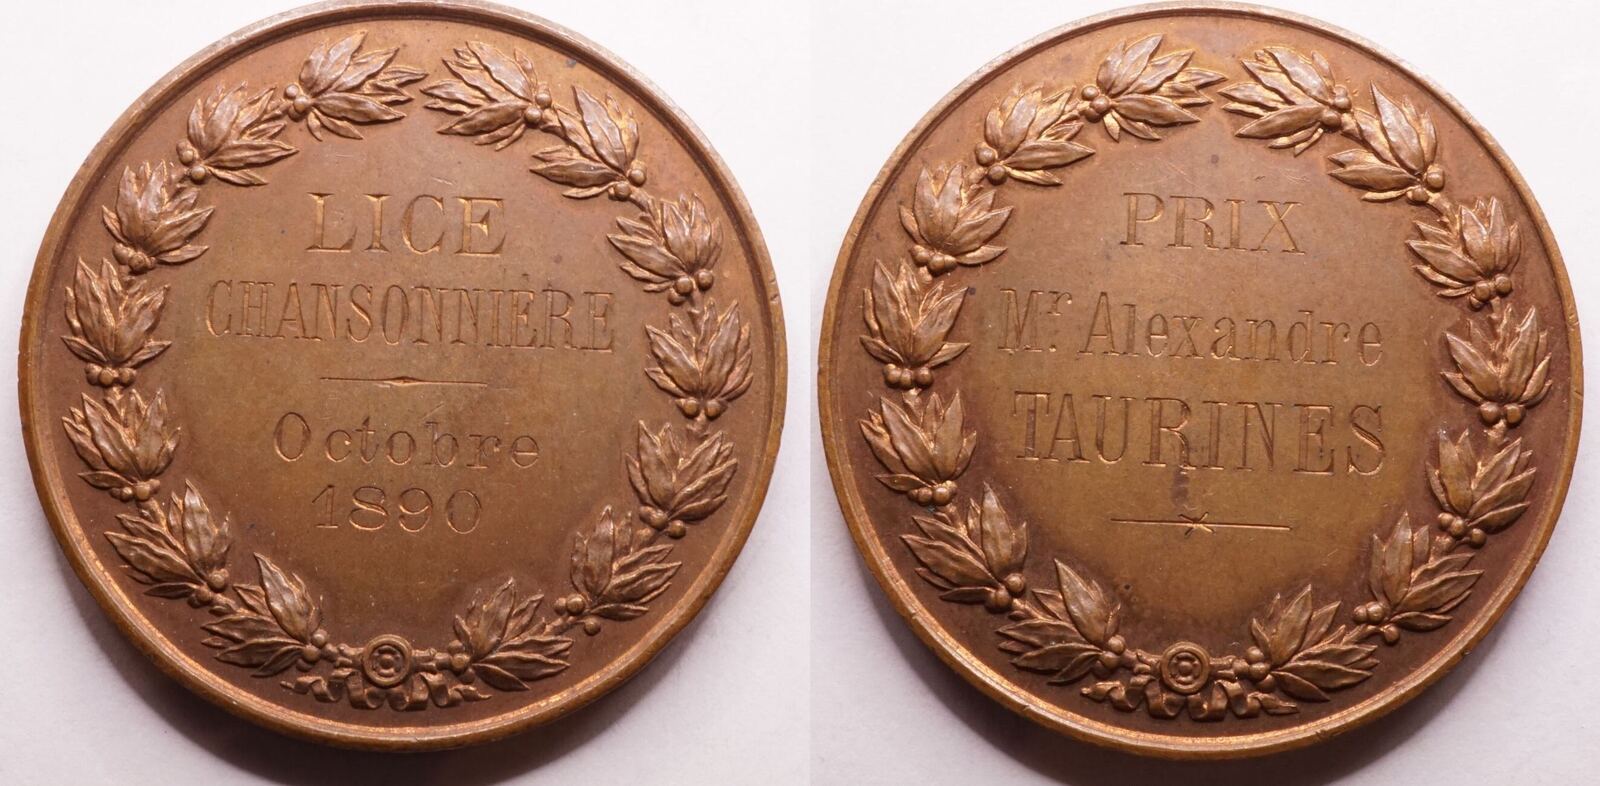 LICE
CHANSONNIÈRE
Octobre
1890
PRIX
Mr. Alexandre
TAURINES